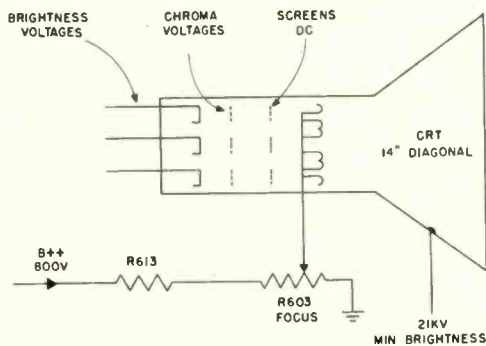 BRIGHTNESS
VOLTAGES
CHROMA
VOLTAGES
SCREENS
DC
CRT
14" DIAGONAL
B++
800V
R613
R603
FOCUS
21KV
MIN BRIGHTNESS